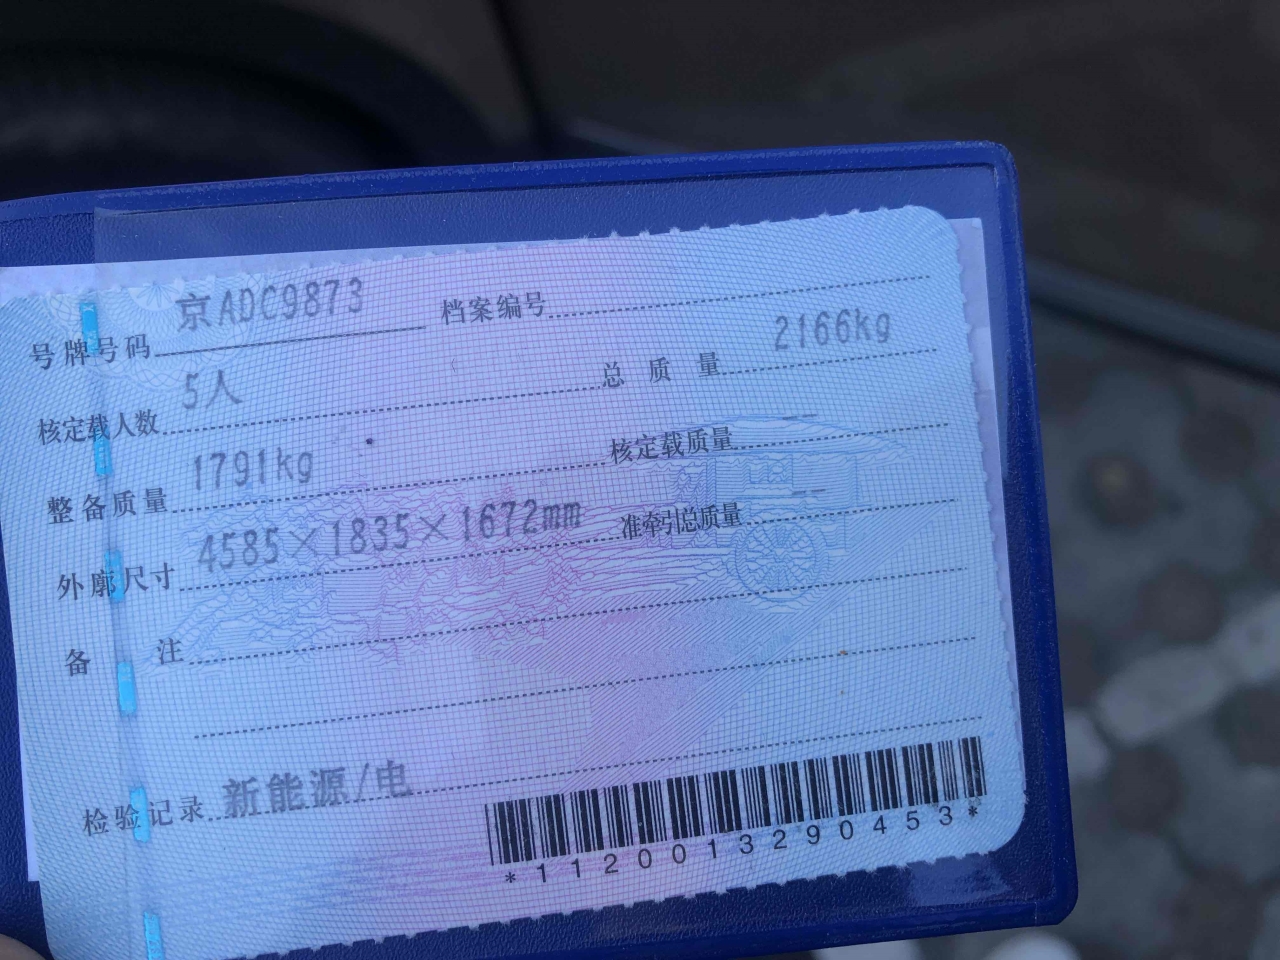 号牌号码 京ADC9873 档案编号
核定载人数 5人 总质量 2166kg
整备质量 1791kg 核定载质量 --
外廓尺寸 4585×1835×1672mm 准牵引总质量 --
备注
检验记录 新能源/电
*1120013290453*